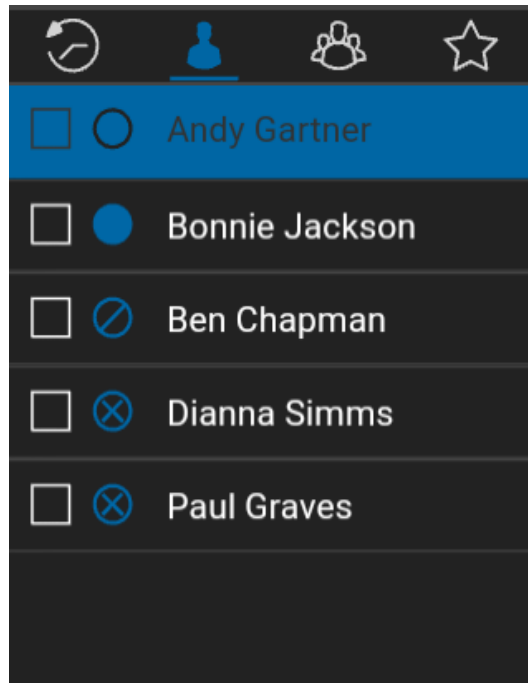 Andy Gartner
Bonnie Jackson
Ben Chapman
Dianna Simms
Paul Graves